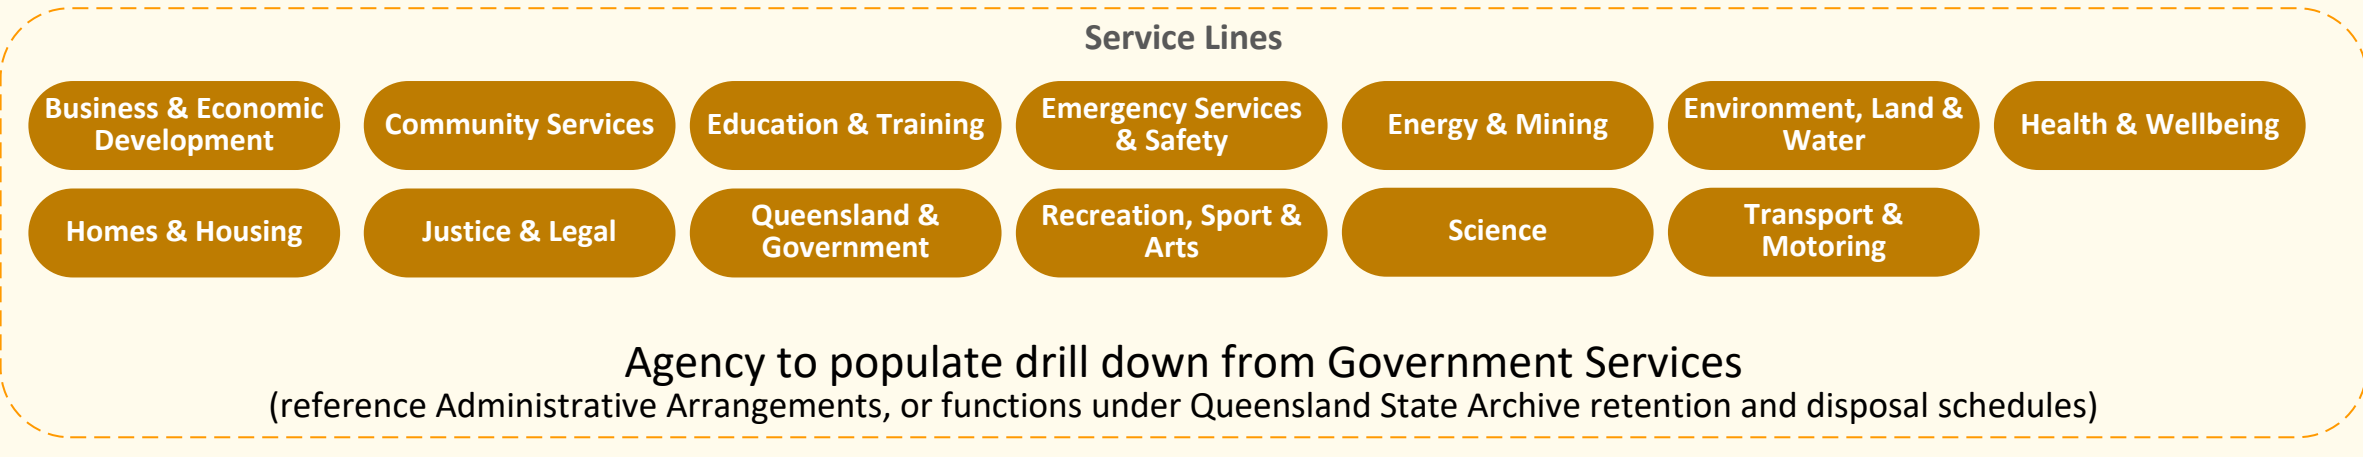 Service Lines
Business & Economic
Development
Community Services
Education & Training
Emergency Services
& Safety
Energy & Mining
Environment, Land &
Water
Health & Wellbeing
Homes & Housing
Justice & Legal
Queensland &
Government
Recreation, Sport &
Arts
Science
Transport &
Motoring
Agency to populate drill down from Government Services
(reference Administrative Arrangements, or functions under Queensland State Archive retention and disposal schedules)